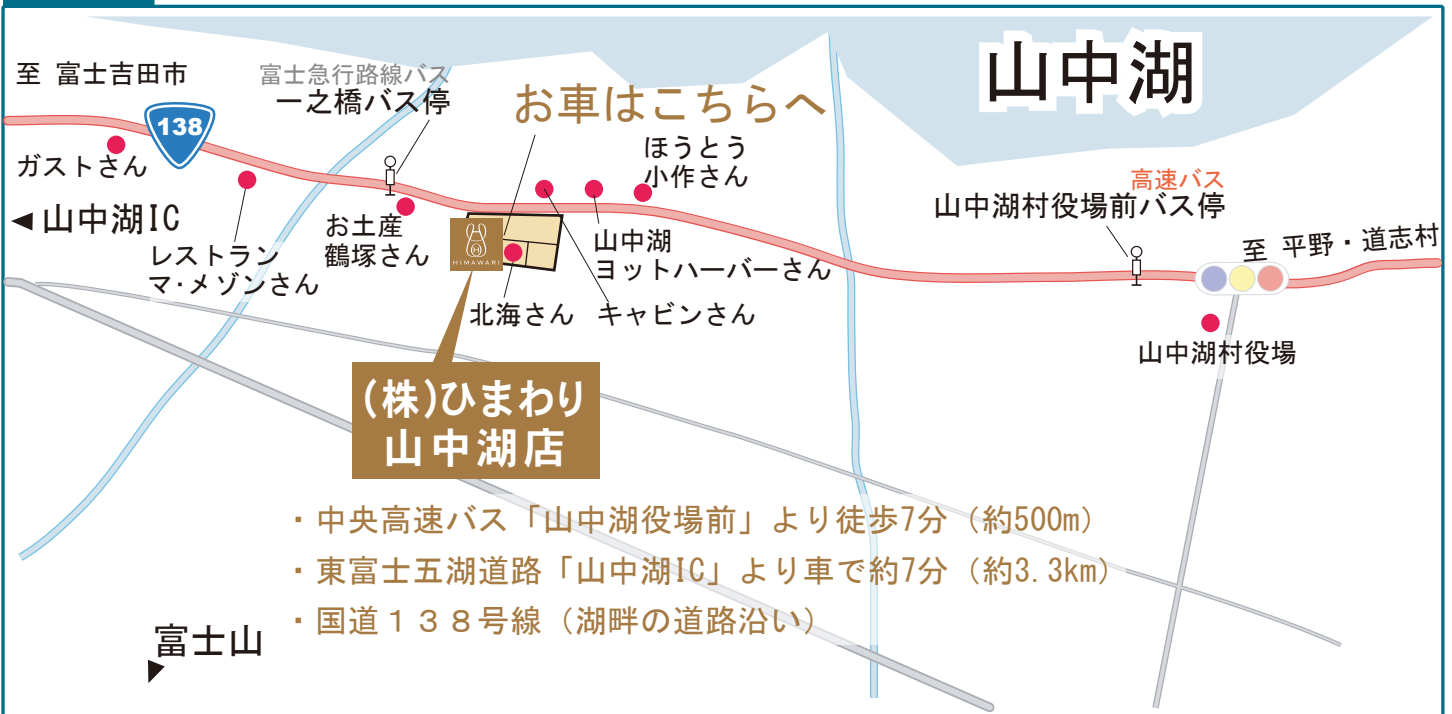 山中湖
至 富士吉田市
富士急行路線バス
一之橋バス停
お車はこちらへ
138
ガストさん
ほうとう
小作さん
高速バス
山中湖村役場前バス停
◀山中湖IC
お土産
鶴塚さん
レストラン
マ・メゾンさん
HIMAWARI
山中湖
ヨットハーバーさん
至 平野・道志村
北海さん
キャビンさん
山中湖村役場
(株)ひまわり
山中湖店
・中央高速バス「山中湖役場前」より徒歩7分（約500m）
・東富士五湖道路「山中湖IC」より車で約7分（約3.3km）
・国道１３８号線（湖畔の道路沿い）
富士山